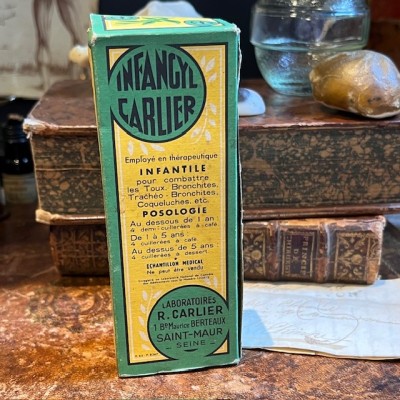 INFANGYL
CARLIER
Employé en thérapeutique
INFANTILE
pour combattre
les Toux, Bronchites,
Trachéo-Bronchites,
Coqueluches, etc.
POSOLOGIE
Au dessous de 1 an
4 demi-cuillerées à café
De 1 à 5 ans
4 cuillerées à café
Au dessus de 5 ans
4 cuillerées à dessert
ÉCHANTILLON MÉDICAL
Ne peut être vendu
LABORATOIRES
R. CARLIER
1 BD Maurice BERTEAUX
SAINT-MAUR
- SEINE -